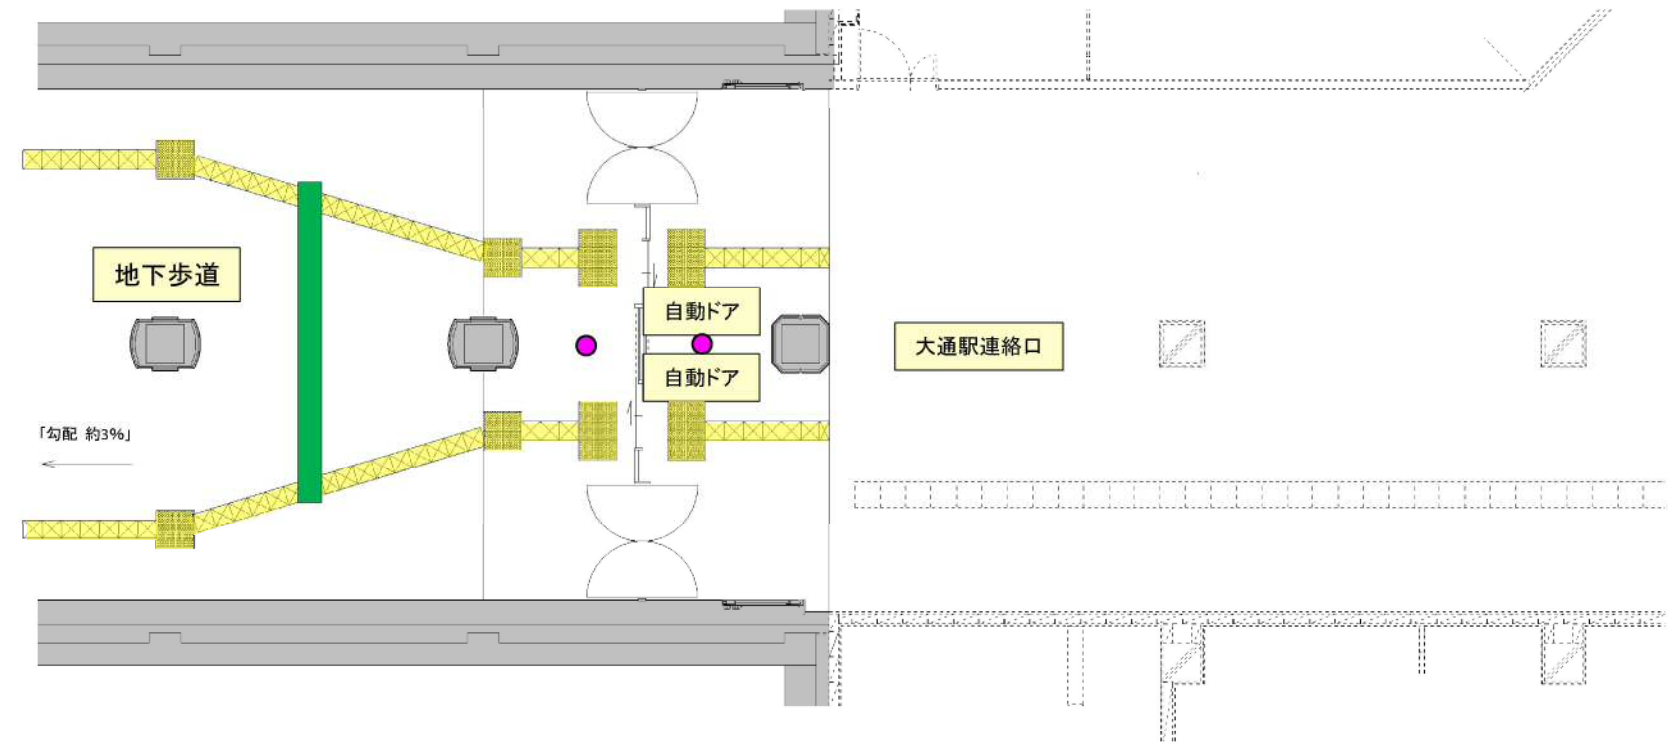 地下歩道
自動ドア
大通駅連絡口
自動ドア
「勾配 約3%」